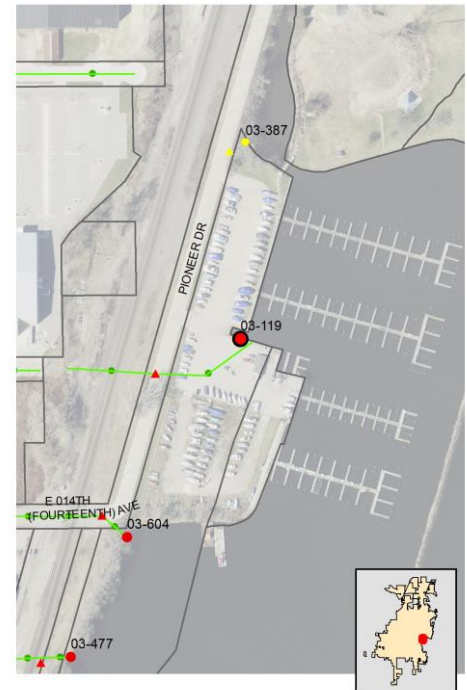 03-387
PIONEER DR
03-119
E 014TH
(FOURTEENTH) AVE
03-604
03-477